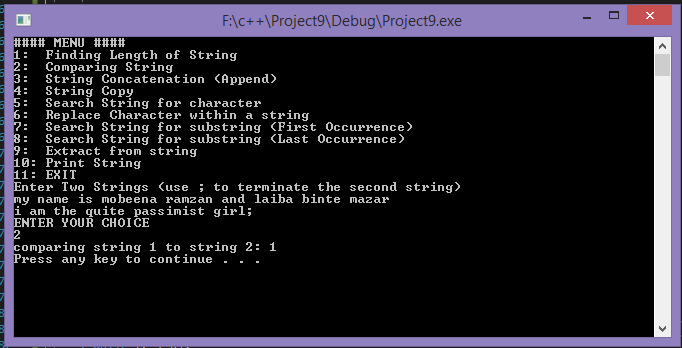 F:\c++\Project9\Debug\Project9.exe
#### MENU ####
1:  Finding Length of String
2:  Comparing String
3:  String Concatenation (Append)
4:  String Copy
5:  Search String for character
6:  Replace Character within a string
7:  Search String for substring (First Occurrence)
8:  Search String for substring (Last Occurrence)
9:  Extract from string
10: Print String
11: EXIT
Enter Two Strings (use ; to terminate the second string)
my name is mobeena ramzan and laiba binte mazar
i am the quite passimist girl;
ENTER YOUR CHOICE
2
comparing string 1 to string 2: 1
Press any key to continue . . .